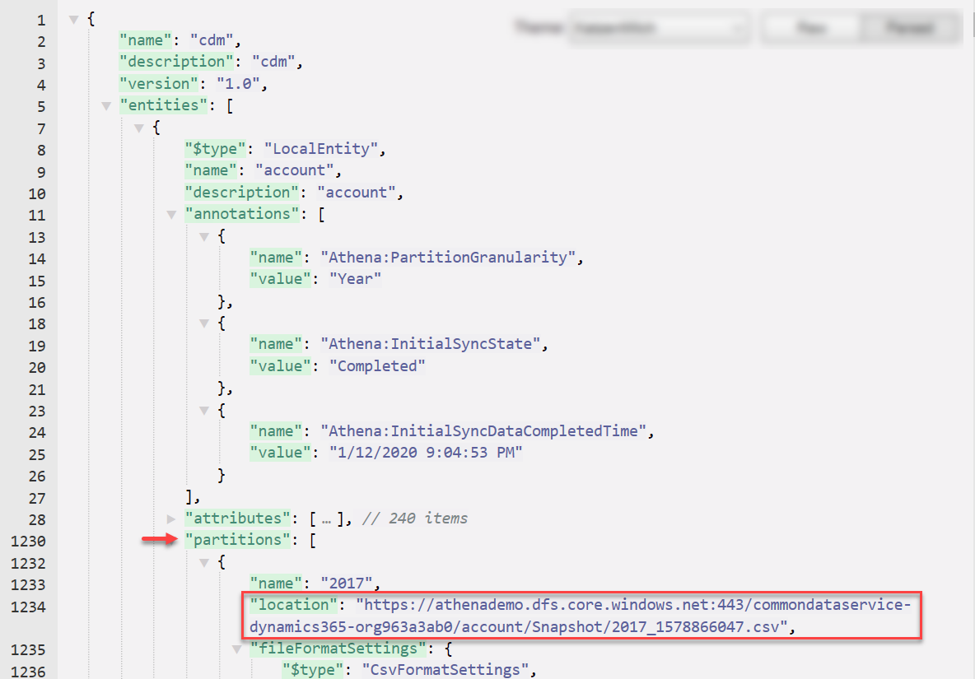 1 {
2 "name": "cdm",
3 "description": "cdm",
4 "version": "1.0",
5 "entities": [
7 {
8 "$type": "LocalEntity",
9 "name": "account",
10 "description": "account",
11 "annotations": [
13 {
14 "name": "Athena:PartitionGranularity",
15 "value": "Year"
16 },
18 {
19 "name": "Athena:InitialSyncState",
20 "value": "Completed"
21 },
23 {
24 "name": "Athena:InitialSyncDataCompletedTime",
25 "value": "1/12/2020 9:04:53 PM"
26 }
27 ],
28 "attributes": [ … ], // 240 items
1230 "partitions": [
1232 {
1233 "name": "2017",
1234 "location": "https://athenademo.dfs.core.windows.net:443/commondataservice-
dynamics365-org963a3ab0/account/Snapshot/2017_1578866047.csv",
1235 "fileFormatSettings": {
1236 "$type": "CsvFormatSettings",